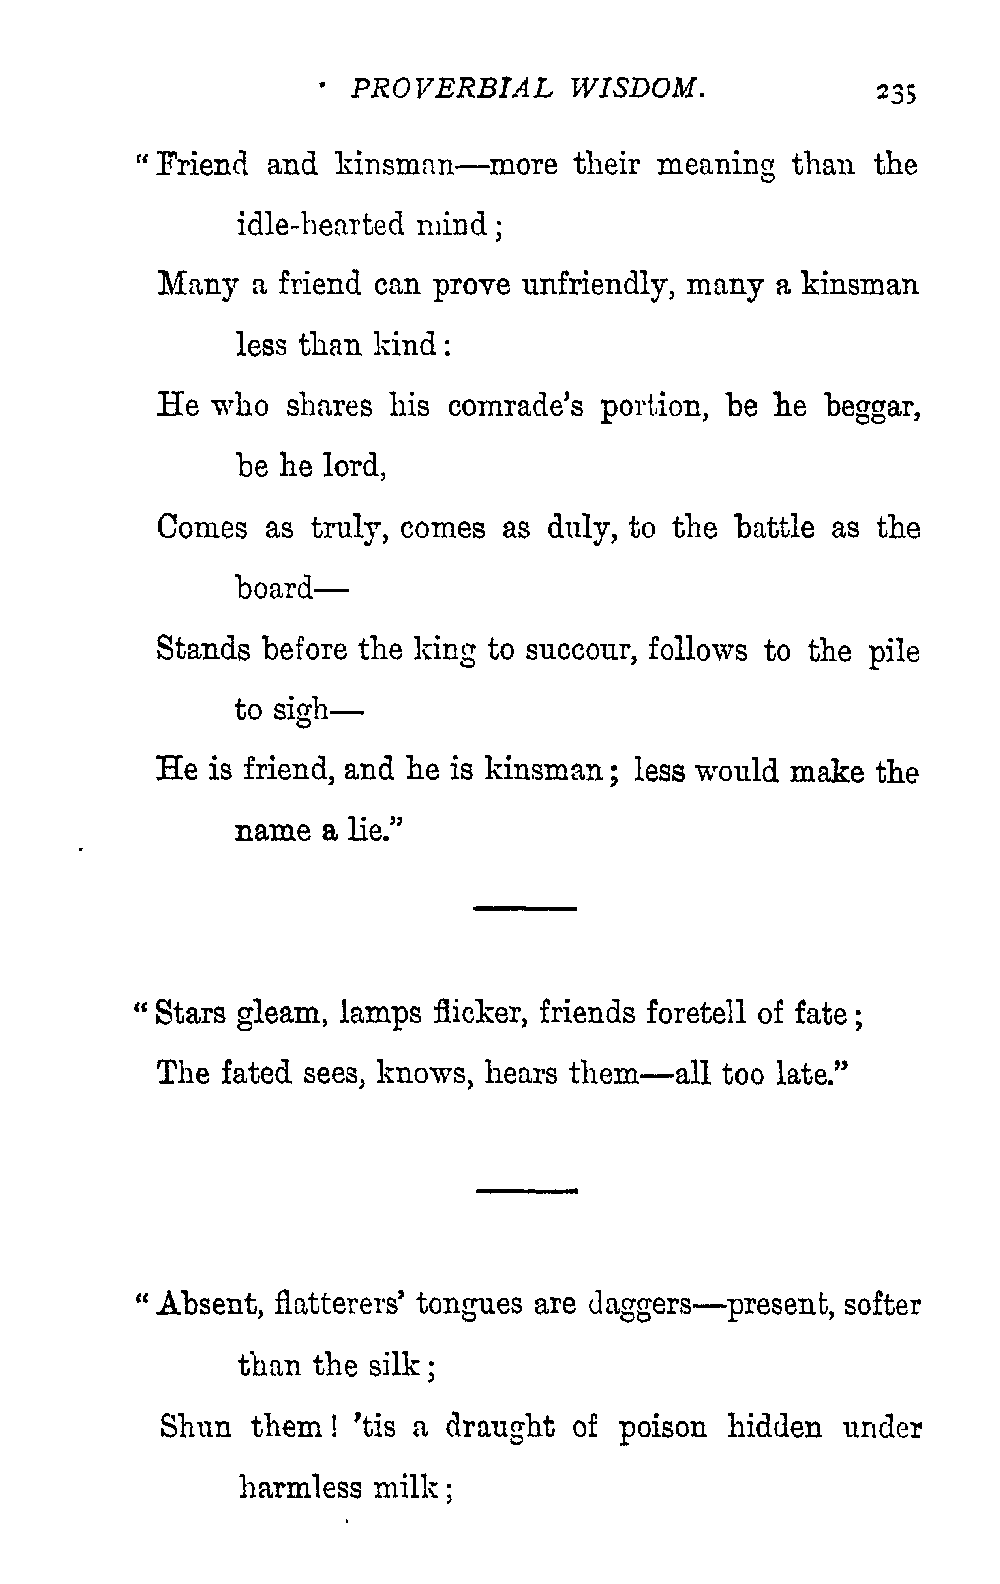 PROVERBIAL WISDOM. 235
“Friend and kinsman—more their meaning than the
idle-hearted mind;
Many a friend can prove unfriendly, many a kinsman
less than kind:
He who shares his comrade’s portion, be he beggar,
be he lord,
Comes as truly, comes as duly, to the battle as the
board—
Stands before the king to succour, follows to the pile
to sigh—
He is friend, and he is kinsman; less would make the
name a lie.”
“Stars gleam, lamps flicker, friends foretell of fate;
The fated sees, knows, hears them—all too late.”
“Absent, flatterers’ tongues are daggers—present, softer
than the silk;
Shun them! ’tis a draught of poison hidden under
harmless milk;